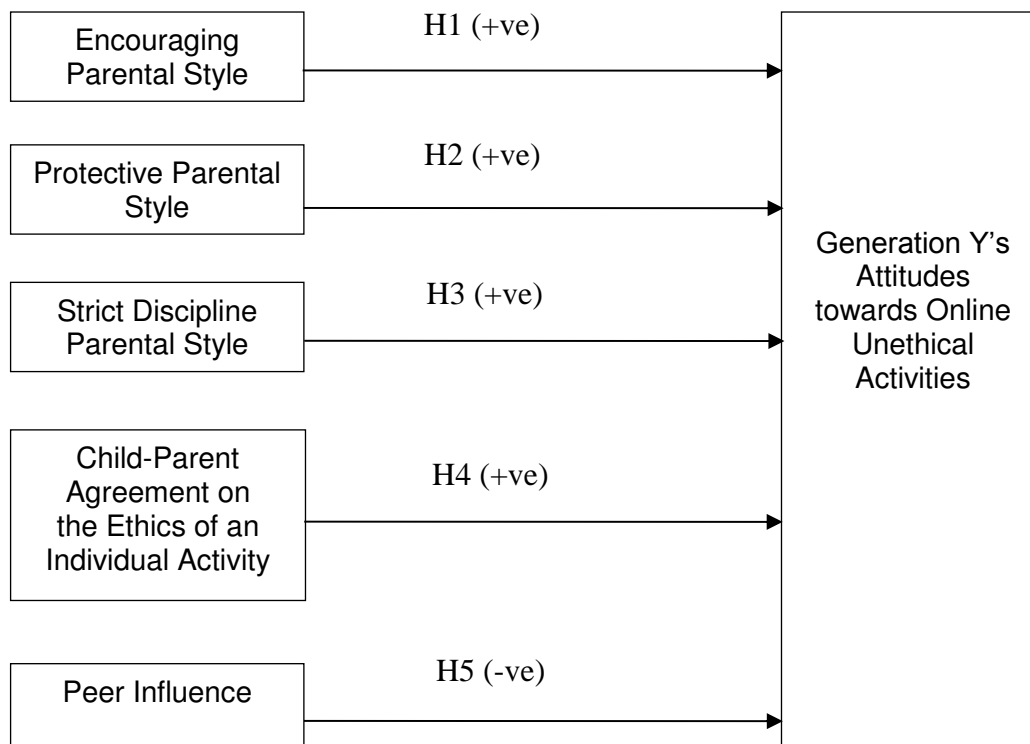 H1 (+ve)
Encouraging
Parental Style
H2 (+ve)
Protective Parental
Style
H3 (+ve)
Strict Discipline
Parental Style
H4 (+ve)
Child-Parent
Agreement on
the Ethics of an
Individual Activity
H5 (-ve)
Peer Influence
Generation Y’s
Attitudes
towards Online
Unethical
Activities